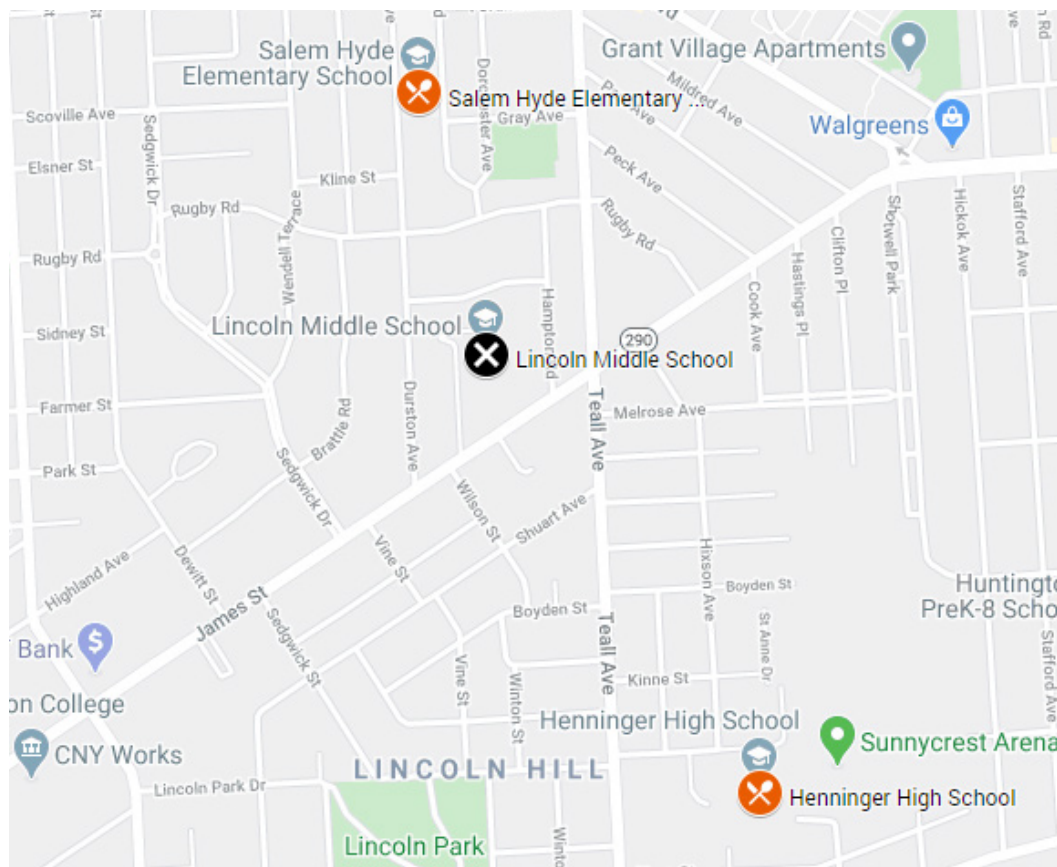 Salem Hyde
Elementary School
Salem Hyde Elementary ...
Grant Village Apartments
Walgreens
Scoville Ave
Sedgwick Dr
Dorchester Ave
Gray Ave
Mildred Ave
Elsner St
Kline St
Peck Ave
Rugby Rd
Rugby Rd
Rugby Rd
Wendell Terrace
Shotwell Park
Hickok Ave
Stafford Ave
Clifton Pl
Hastings Pl
Cook Ave
Sidney St
Lincoln Middle School
Lincoln Middle School
Hampton Rd
290
Farmer St
Durston Ave
Brattle Rd
Teall Ave
Melrose Ave
Park St
Sedgwick Dr
Wilson St
Shuart Ave
Vine St
Hixson Ave
Highland Ave
Dewitt St
James St
Sedgwick St
Boyden St
Boyden St
St Anne Dr
Huntington
PreK-8 Scho
Stafford Ave
Bank
Teall Ave
Vine St
Winton St
Kinne St
on College
CNY Works
Henninger High School
Sunnycrest Arena
Henninger High School
LINCOLN HILL
Lincoln Park Dr
Lincoln Park
Winto